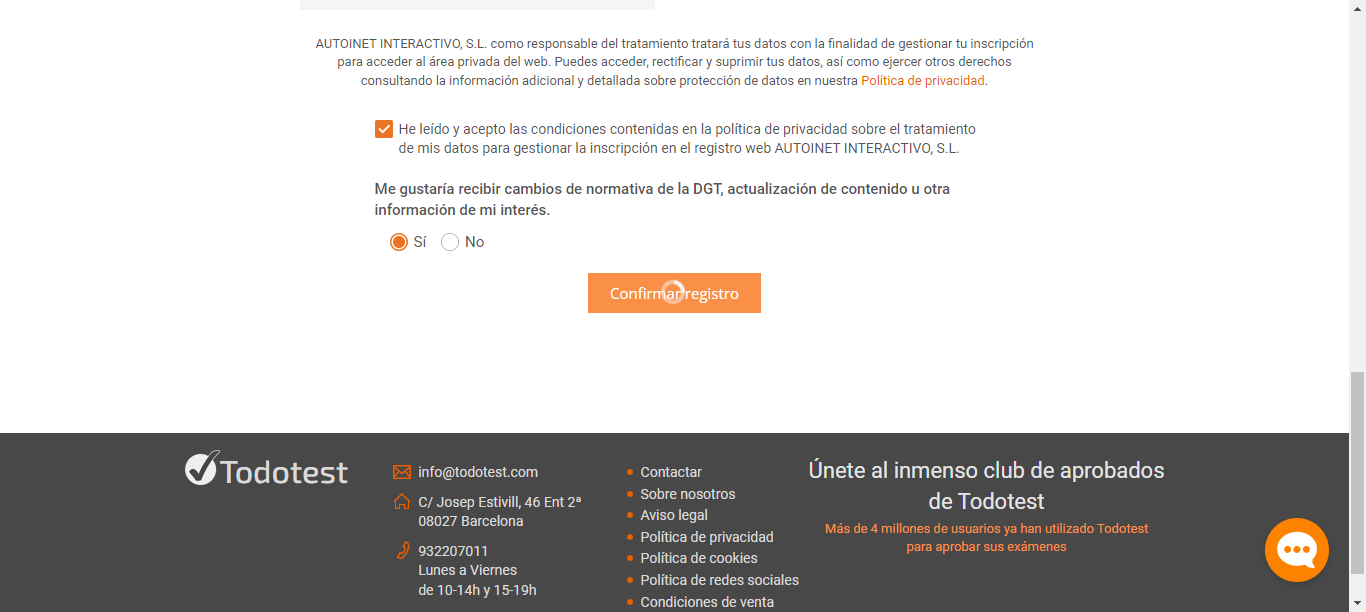 AUTOINET INTERACTIVO, S.L. como responsable del tratamiento tratará tus datos con la finalidad de gestionar tu inscripción
para acceder al área privada del web. Puedes acceder, rectificar y suprimir tus datos, así como ejercer otros derechos
consultando la información adicional y detallada sobre protección de datos en nuestra Política de privacidad.
He leído y acepto las condiciones contenidas en la política de privacidad sobre el tratamiento
de mis datos para gestionar la inscripción en el registro web AUTOINET INTERACTIVO, S.L.
Me gustaría recibir cambios de normativa de la DGT, actualización de contenido u otra
información de mi interés.
Sí No
Confirmar registro
Todotest
info@todotest.com
C/ Josep Estivill, 46 Ent 2ª
08027 Barcelona
932207011
Lunes a Viernes
de 10-14h y 15-19h
Contactar
Sobre nosotros
Aviso legal
Política de privacidad
Política de cookies
Política de redes sociales
Condiciones de venta
Únete al inmenso club de aprobados
de Todotest
Más de 4 millones de usuarios ya han utilizado Todotest
para aprobar sus exámenes